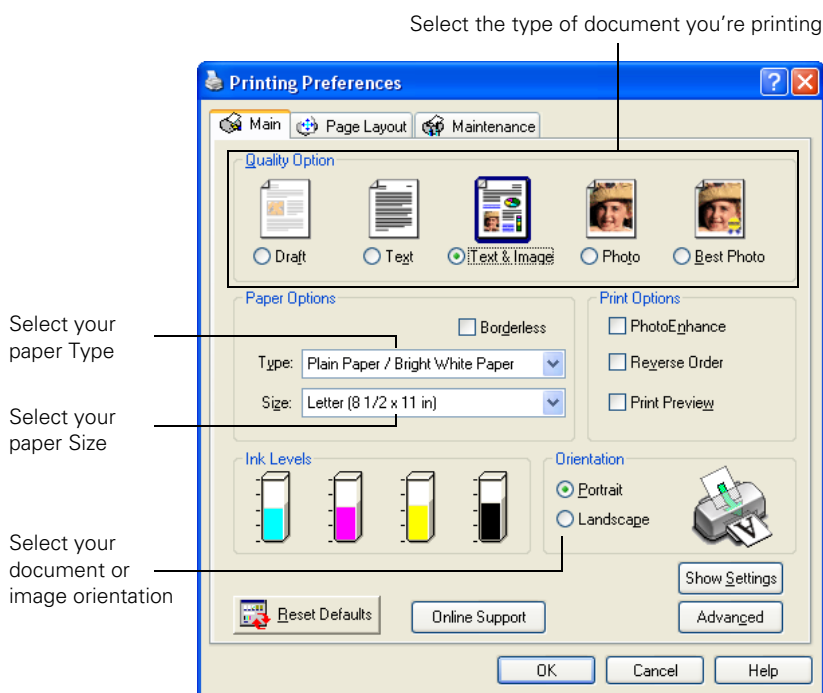 Select the type of document you're printing
Printing Preferences
Main
Page Layout
Maintenance
Quality Option
Draft
Text
Text & Image
Photo
Best Photo
Select your
paper Type
Paper Options
Borderless
Type: Plain Paper / Bright White Paper
Size: Letter (8 1/2 x 11 in)
Print Options
PhotoEnhance
Reverse Order
Print Preview
Select your
paper Size
Ink Levels
Orientation
Portrait
Landscape
Select your
document or
image orientation
Show Settings
Reset Defaults
Online Support
Advanced
OK
Cancel
Help